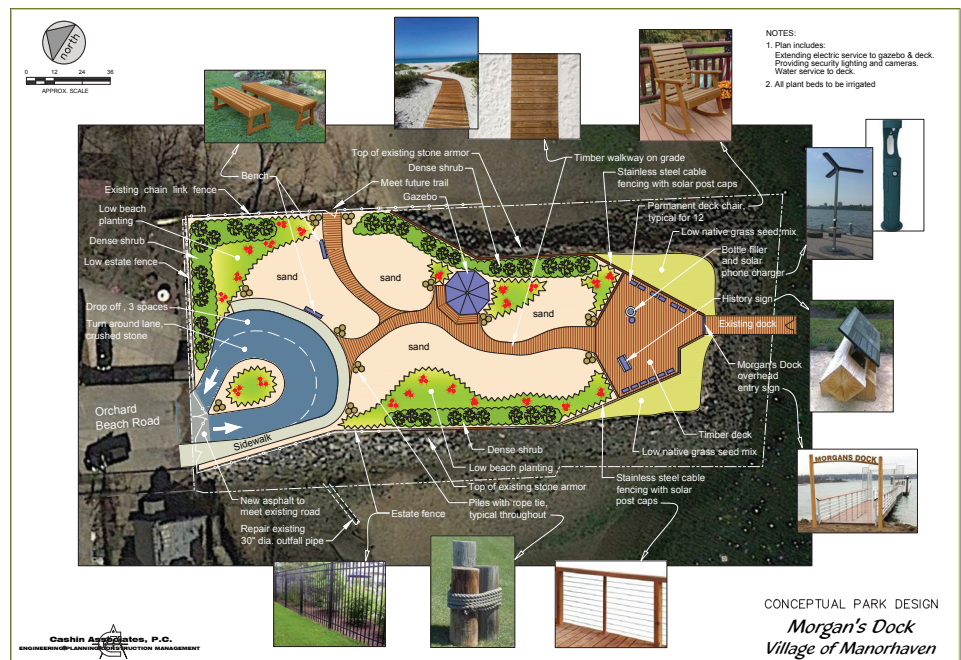 north
0 12 24 36
APPROX. SCALE
NOTES:
1. Plan includes:
Extending electric service to gazebo & deck.
Providing security lighting and cameras.
Water service to deck.
2. All plant beds to be irrigated
Top of existing stone armor
Dense shrub
Meet future trail
Gazebo
Timber walkway on grade
Stainless steel cable
fencing with solar post caps
Bench
Existing chain link fence
Low beach
planting
Dense shrub
Low estate fence
Drop off , 3 spaces
Turn around lane,
crushed stone
Permanent deck chair,
typical for 12
Low native grass seed mix
Bottle filler
and solar
phone charger
History sign
Existing dock
sand
sand
sand
sand
Morgan's Dock
overhead
entry sign
Orchard
Beach Road
Sidewalk
Timber deck
Low native grass seed mix
Dense shrub
Low beach planting
Top of existing stone armor
Piles with rope tie,
typical throughout
Stainless steel cable
fencing with solar
post caps
New asphalt to
meet existing road
Estate fence
Repair existing
30" dia. outfall pipe
MORGANS DOCK
CONCEPTUAL PARK DESIGN
Morgan's Dock
Village of Manorhaven
Cashin Associates, P.C.
ENGINEERING PLANNING CONSTRUCTION MANAGEMENT